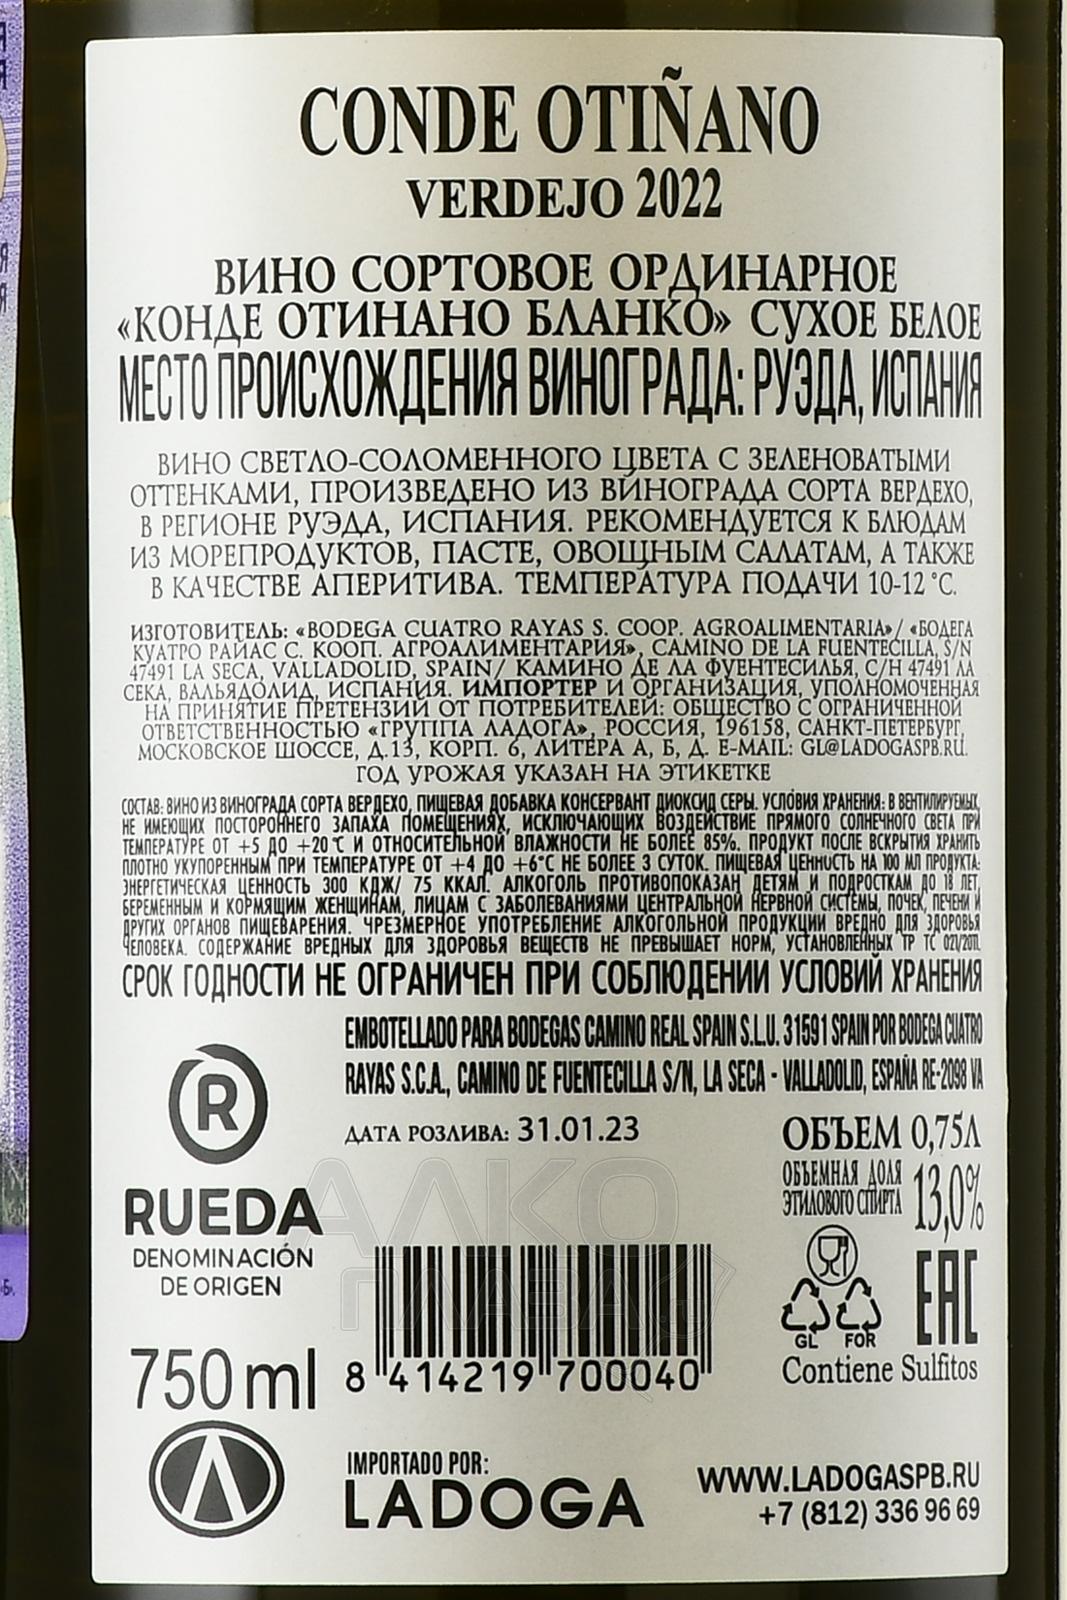 CONDE OTIÑANO
VERDEJO 2022
ВИНО СОРТОВОЕ ОРДИНАРНОЕ
«КОНДЕ ОТИНАНО БЛАНКО» СУХОЕ БЕЛОЕ
МЕСТО ПРОИСХОЖДЕНИЯ ВИНОГРАДА: РУЭДА, ИСПАНИЯ
ВИНО СВЕТЛО-СОЛОМЕННОГО ЦВЕТА С ЗЕЛЕНОВАТЫМИ
ОТТЕНКАМИ, ПРОИЗВЕДЕНО ИЗ ВИНОГРАДА СОРТА ВЕРДЕХО,
В РЕГИОНЕ РУЭДА, ИСПАНИЯ. РЕКОМЕНДУЕТСЯ К БЛЮДАМ
ИЗ МОРЕПРОДУКТОВ, ПАСТЕ, ОВОЩНЫМ САЛАТАМ, А ТАКЖЕ
В КАЧЕСТВЕ АПЕРИТИВА. ТЕМПЕРАТУРА ПОДАЧИ 10-12 °С.
ИЗГОТОВИТЕЛЬ: «BODEGA CUATRO RAYAS S. COOP. AGROALIMENTARIA»/ «БОДЕГА
КУАТРО РАЙАС С. КООП. АГРОАЛИМЕНТАРИЯ», CAMINO DE LA FUENTECILLA, S/N
47491 LA SECA, VALLADOLID, SPAIN/ КАМИНО ДЕ ЛА ФУЕНТЕСИЛЬЯ, С/Н 47491 ЛА
СЕКА, ВАЛЬЯДОЛИД, ИСПАНИЯ. ИМПОРТЕР И ОРГАНИЗАЦИЯ, УПОЛНОМОЧЕННАЯ
НА ПРИНЯТИЕ ПРЕТЕНЗИЙ ОТ ПОТРЕБИТЕЛЕЙ: ОБЩЕСТВО С ОГРАНИЧЕННОЙ
ОТВЕТСТВЕННОСТЬЮ «ГРУППА ЛАДОГА», РОССИЯ, 196158, САНКТ-ПЕТЕРБУРГ,
МОСКОВСКОЕ ШОССЕ, Д.13, КОРП. 6, ЛИТЕРА А, Б, Д. E-MAIL: GL@LADOGASPB.RU.
ГОД УРОЖАЯ УКАЗАН НА ЭТИКЕТКЕ
СОСТАВ: ВИНО ИЗ ВИНОГРАДА СОРТА ВЕРДЕХО, ПИЩЕВАЯ ДОБАВКА КОНСЕРВАНТ ДИОКСИД СЕРЫ. УСЛОВИЯ ХРАНЕНИЯ: В ВЕНТИЛИРУЕМЫХ,
НЕ ИМЕЮЩИХ ПОСТОРОННЕГО ЗАПАХА ПОМЕЩЕНИЯХ, ИСКЛЮЧАЮЩИХ ВОЗДЕЙСТВИЕ ПРЯМОГО СОЛНЕЧНОГО СВЕТА ПРИ
ТЕМПЕРАТУРЕ ОТ +5 ДО +20°С И ОТНОСИТЕЛЬНОЙ ВЛАЖНОСТИ НЕ БОЛЕЕ 85%. ПРОДУКТ ПОСЛЕ ВСКРЫТИЯ ХРАНИТЬ
ПЛОТНО УКУПОРЕННЫМ ПРИ ТЕМПЕРАТУРЕ ОТ +4 ДО +6°С НЕ БОЛЕЕ 3 СУТОК. ПИЩЕВАЯ ЦЕННОСТЬ НА 100 МЛ ПРОДУКТА:
ЭНЕРГЕТИЧЕСКАЯ ЦЕННОСТЬ 300 КДЖ/ 75 ККАЛ. АЛКОГОЛЬ ПРОТИВОПОКАЗАН ДЕТЯМ И ПОДРОСТКАМ ДО 18 ЛЕТ,
БЕРЕМЕННЫМ И КОРМЯЩИМ ЖЕНЩИНАМ, ЛИЦАМ С ЗАБОЛЕВАНИЯМИ ЦЕНТРАЛЬНОЙ НЕРВНОЙ СИСТЕМЫ, ПОЧЕК, ПЕЧЕНИ И
ДРУГИХ ОРГАНОВ ПИЩЕВАРЕНИЯ. ЧРЕЗМЕРНОЕ УПОТРЕБЛЕНИЕ АЛКОГОЛЬНОЙ ПРОДУКЦИИ ВРЕДНО ДЛЯ ЗДОРОВЬЯ
ЧЕЛОВЕКА. СОДЕРЖАНИЕ ВРЕДНЫХ ДЛЯ ЗДОРОВЬЯ ВЕЩЕСТВ НЕ ПРЕВЫШАЕТ НОРМ, УСТАНОВЛЕННЫХ ТР ТС 021/2011.
СРОК ГОДНОСТИ НЕ ОГРАНИЧЕН ПРИ СОБЛЮДЕНИИ УСЛОВИЙ ХРАНЕНИЯ
EMBOTELLADO PARA BODEGAS CAMINO REAL SPAIN S.L.U. 31591 SPAIN POR BODEGA CUATRO
RAYAS S.C.A., CAMINO DE FUENTECILLA S/N, LA SECA - VALLADOLID, ESPAÑA RE-2098 VA
ДАТА РОЗЛИВА: 31.01.23
R
RUEDA
DENOMINACIÓN
DE ORIGEN
750 ml
ОБЪЕМ 0,75Л
ОБЪЕМНАЯ ДОЛЯ
ЭТИЛОВОГО СПИРТА 13,0%
EAC
GL FOR
Contiene Sulfitos
АЛКО
ПЛАЗА
8 414219 700040
IMPORTADO POR:
LADOGA
WWW.LADOGASPB.RU
+7 (812) 336 96 69